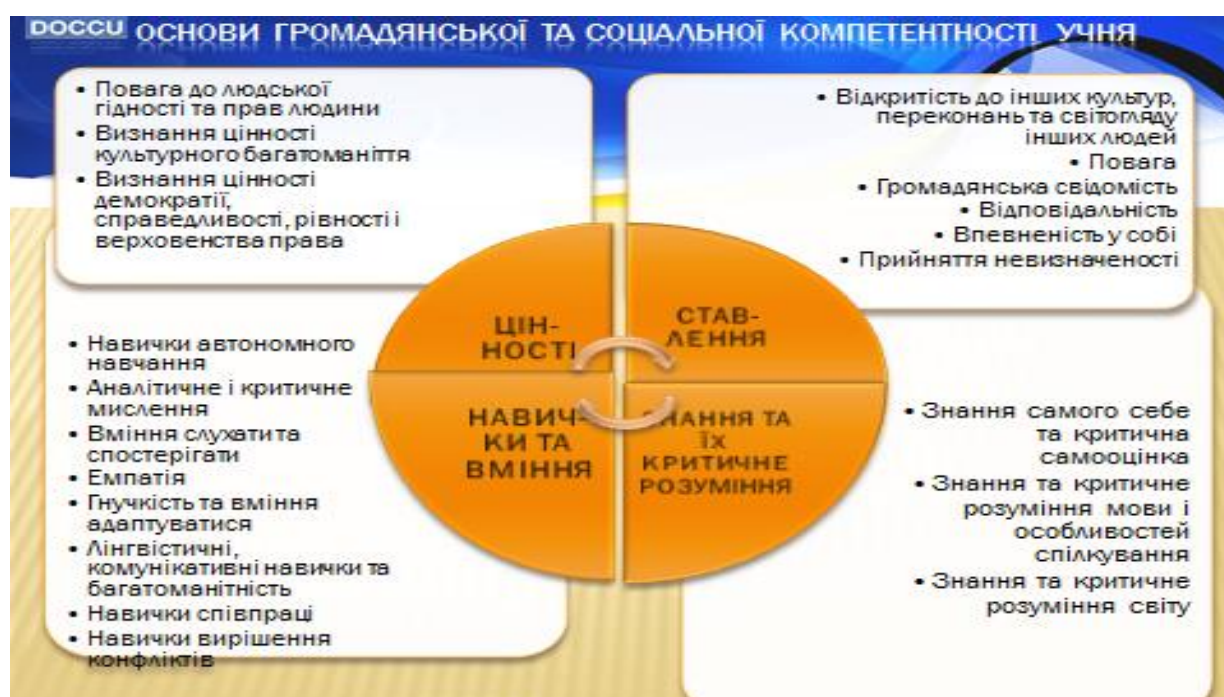 DOCCU ОСНОВИ ГРОМАДЯНСЬКОЇ ТА СОЦІАЛЬНОЇ КОМПЕТЕНТНОСТІ УЧНЯ
• Повага до людської
гідності та прав людини
• Визнання цінності
культурного багатоманіття
• Визнання цінності
демократії,
справедливості, рівності і
верховенства права
• Відкритість до інших культур,
переконань та світогляду
інших людей
• Повага
• Громадянська свідомість
• Відповідальність
• Впевненість у собі
• Прийняття невизначеності
ЦІН-
НОСТІ
СТАВ-
ЛЕННЯ
НАВИЧ-
КИ ТА
ВМІННЯ
ЗНАННЯ ТА
ЇХ
КРИТИЧНЕ
РОЗУМІННЯ
• Навички автономного
навчання
• Аналітичне і критичне
мислення
• Вміння слухати та
спостерігати
• Емпатія
• Гнучкість та вміння
адаптуватися
• Лінгвістичні,
комунікативні навички та
багатоманітність
• Навички співпраці
• Навички вирішення
конфліктів
• Знання самого себе
та критична
самооцінка
• Знання та критичне
розуміння мови і
особливостей
спілкування
• Знання та критичне
розуміння світу